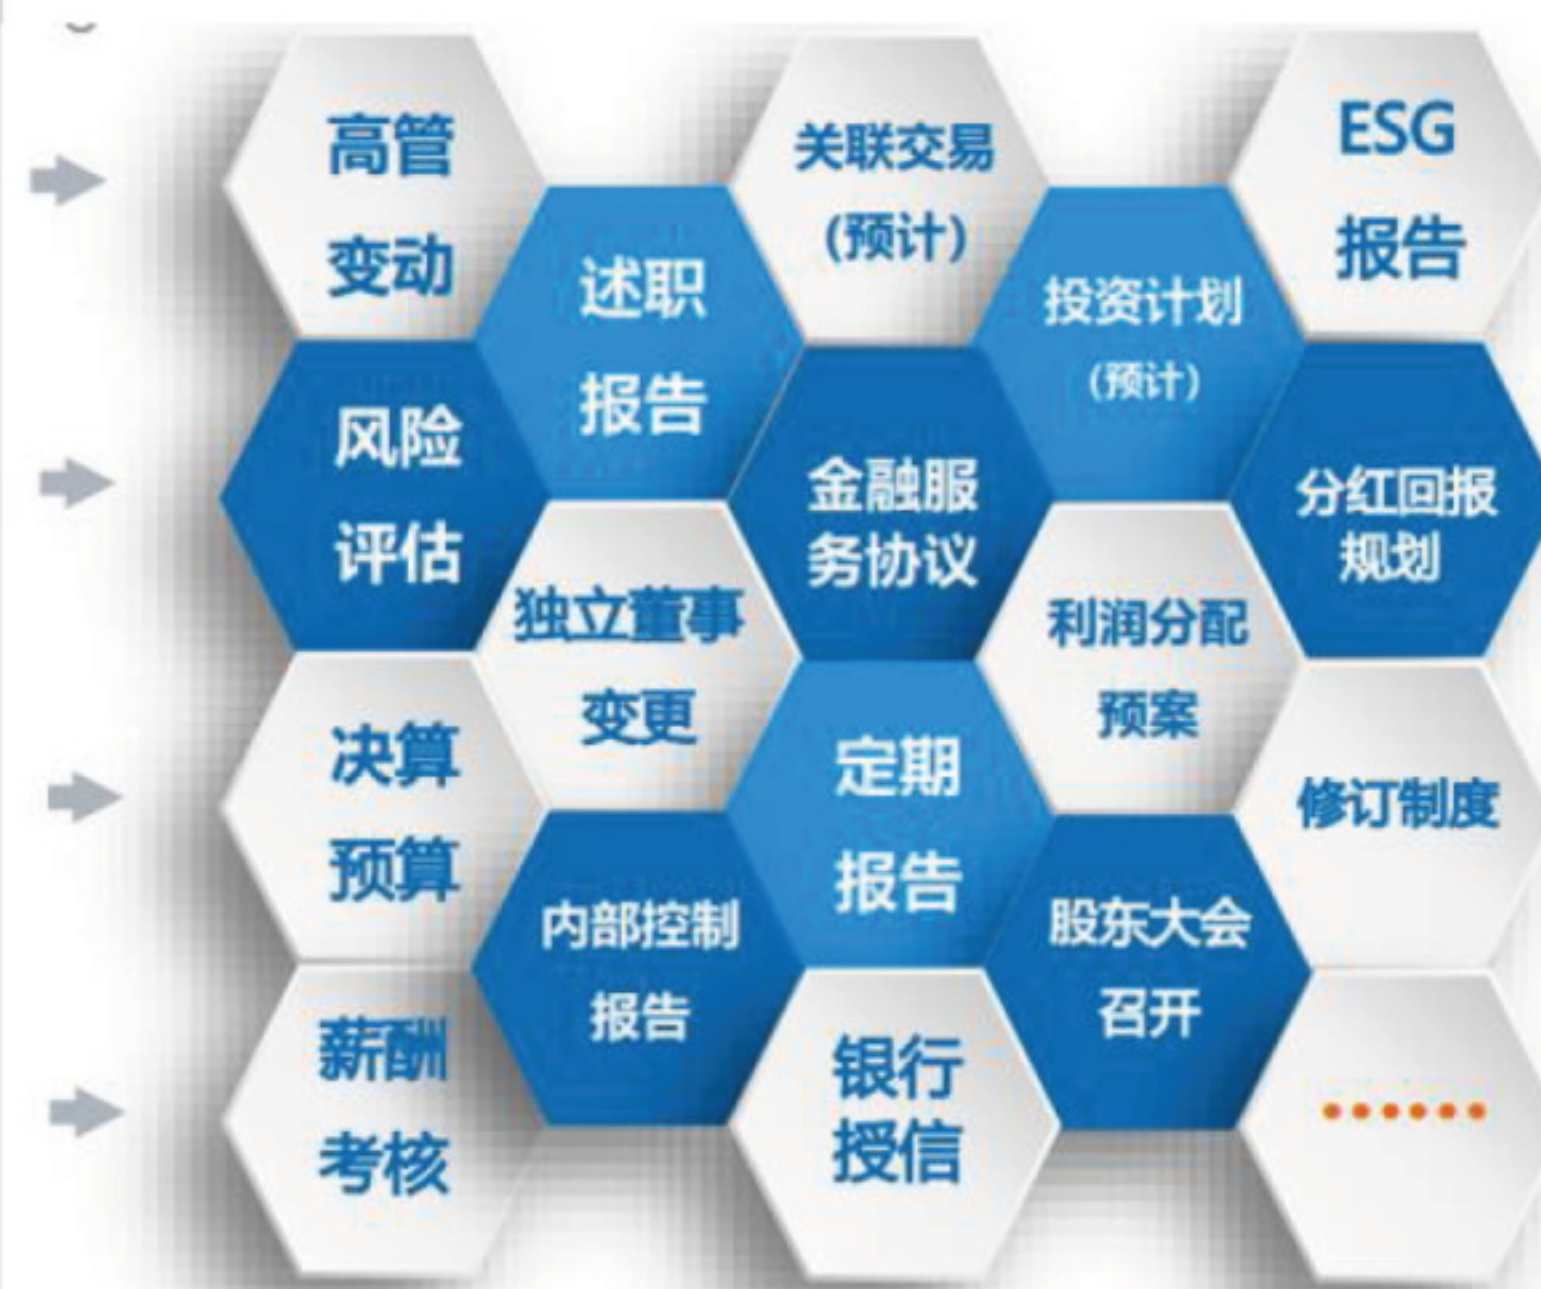 高管
变动
关联交易
(预计)
ESG
报告
述职
报告
投资计划
(预计)
风险
评估
金融服
务协议
分红回报
规划
独立董事
变更
利润分配
预案
决算
预算
定期
报告
修订制度
内部控制
报告
股东大会
召开
薪酬
考核
银行
授信
······